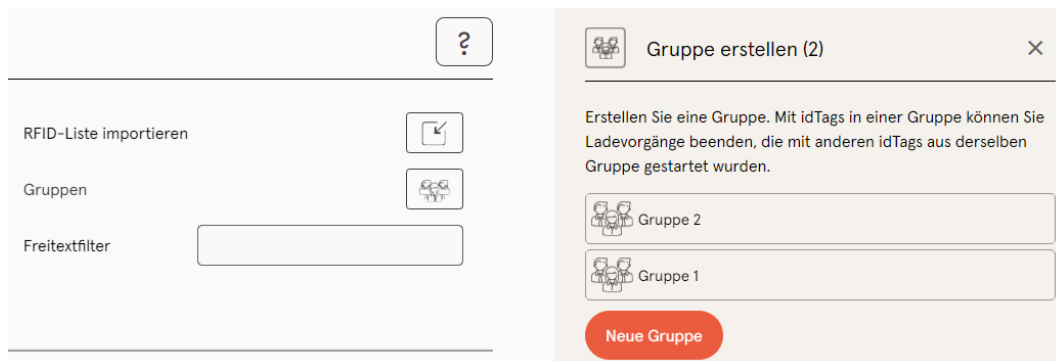 ?
RFID-Liste importieren
Gruppen
Freitextfilter
Gruppe erstellen (2)
Erstellen Sie eine Gruppe. Mit idTags in einer Gruppe können Sie
Ladevorgänge beenden, die mit anderen idTags aus derselben
Gruppe gestartet wurden.
Gruppe 2
Gruppe 1
Neue Gruppe